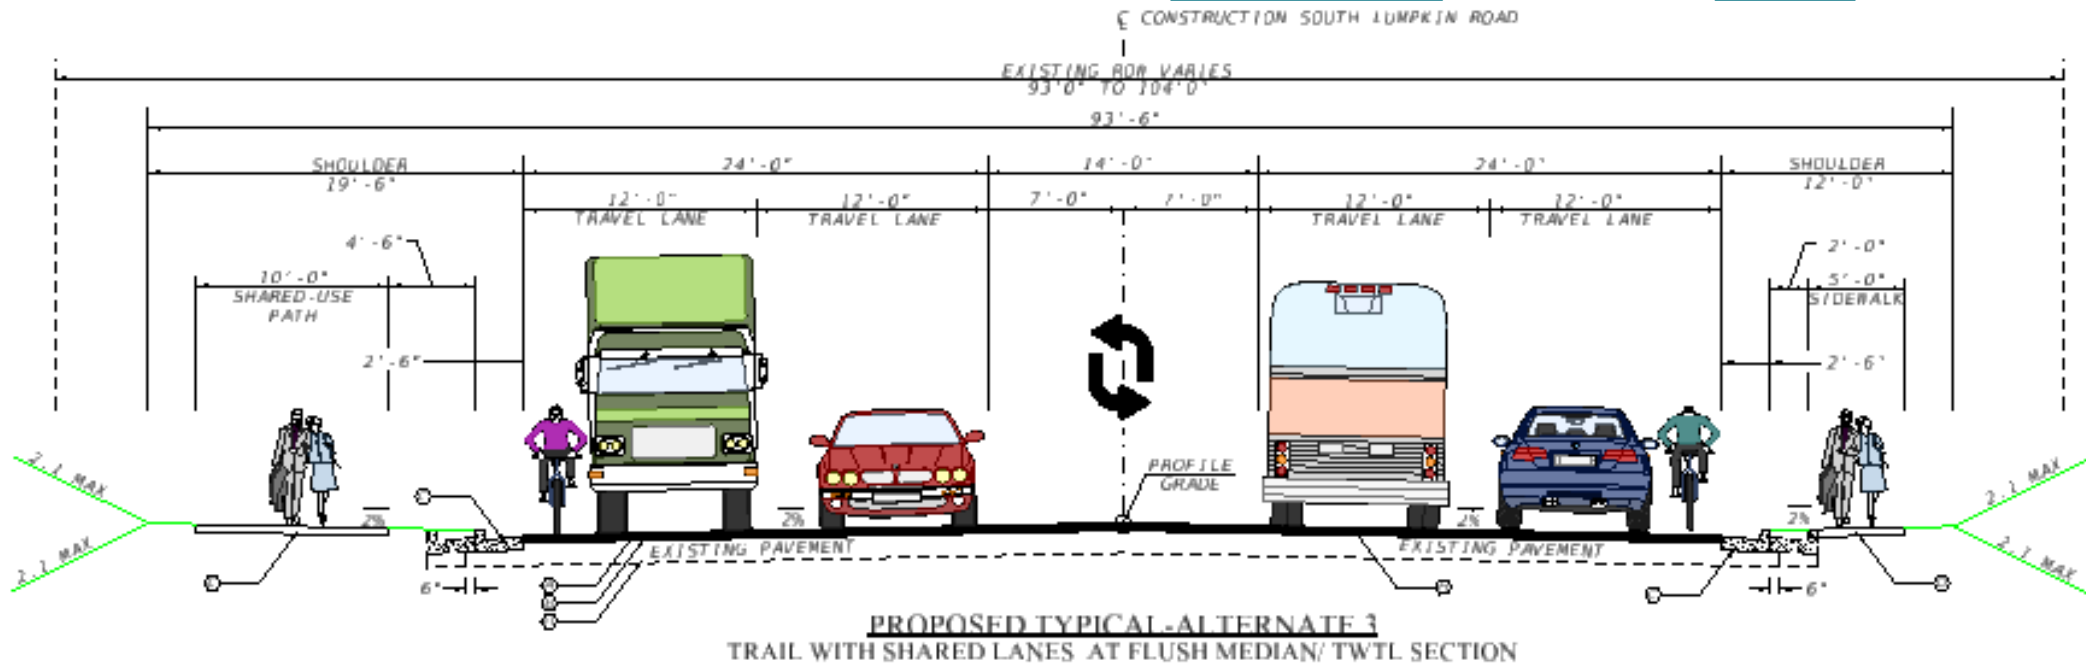 ℄ CONSTRUCTION SOUTH LUMPKIN ROAD
EXISTING ROW VARIES
93'0" TO 104'0"
93'-6"
SHOULDER 24'-0" 14'-0" 24'-0" SHOULDER
19'-6" 12'-0"
12'-0" 12'-0" 7'-0" 7'-0" 12'-0" 12'-0"
TRAVEL LANE TRAVEL LANE TRAVEL LANE TRAVEL LANE
4'-6" 2'-0"
10'-0" 5'-0"
SHARED-USE SIDEWALK
PATH
2'-6" 2'-6"
2:1 MAX PROFILE 2:1 MAX
GRADE
2% 2% 2% 2%
2:1 MAX EXISTING PAVEMENT EXISTING PAVEMENT 2:1 MAX
6" 6"
PROPOSED TYPICAL-ALTERNATE 3
TRAIL WITH SHARED LANES AT FLUSH MEDIAN/ TWTL SECTION